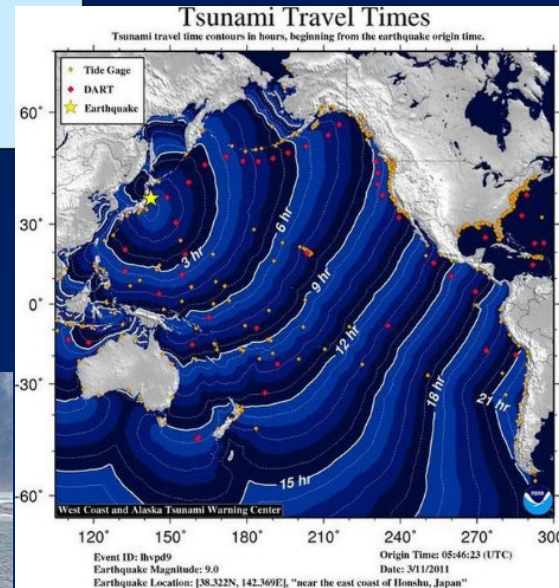 Tsunami Travel Times
Tsunami travel time contours in hours, beginning from the earthquake origin time.
Tide Gage
DART
Earthquake
60°
30°
0°
-30°
-60°
3 hr
6 hr
9 hr
12 hr
15 hr
18 hr
21 hr
West Coast and Alaska Tsunami Warning Center
120° 150° 180° 210° 240° 270° 300
Event ID: lhvpd9
Origin Time: 05:46:23 (UTC)
Earthquake Magnitude: 9.0
Date: 3/11/2011
Earthquake Location: [38.322N, 142.369E], "near the east coast of Honshu, Japan"